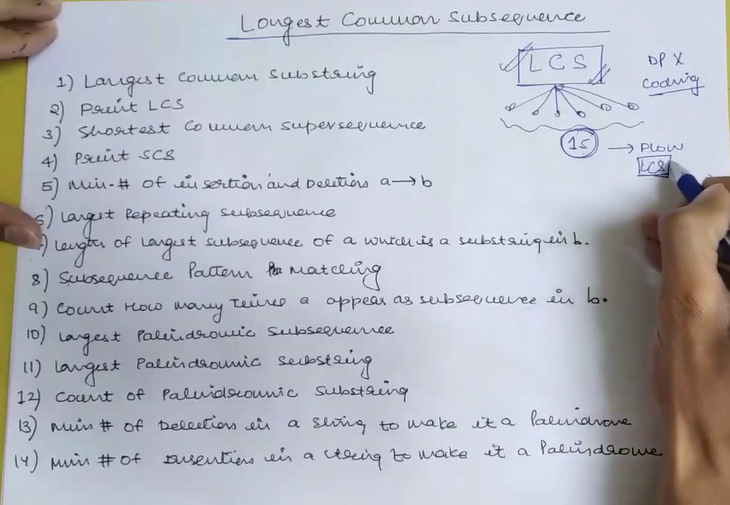 Longest Common Subsequence
LCS
DP X
Coding
1) Largest Common Substring
2) Print LCS
3) Shortest Common Supersequence
15 → Flow
LCS
4) Print SCS
5) Min # of insertion and Deletions a → b
6) Largest Repeating Subsequence
7) Length of Largest Subsequence of a which is a substring in b.
8) Subsequence Pattern Matching
9) Count How many times a appear as subsequence in b.
10) Largest Palindromic Subsequence
11) Largest Palindromic Substring
12) Count of Palindromic Substring
13) Min # of Deletion in a string to make it a Palindrome
14) Min # of Insertion in a string to make it a Palindrome